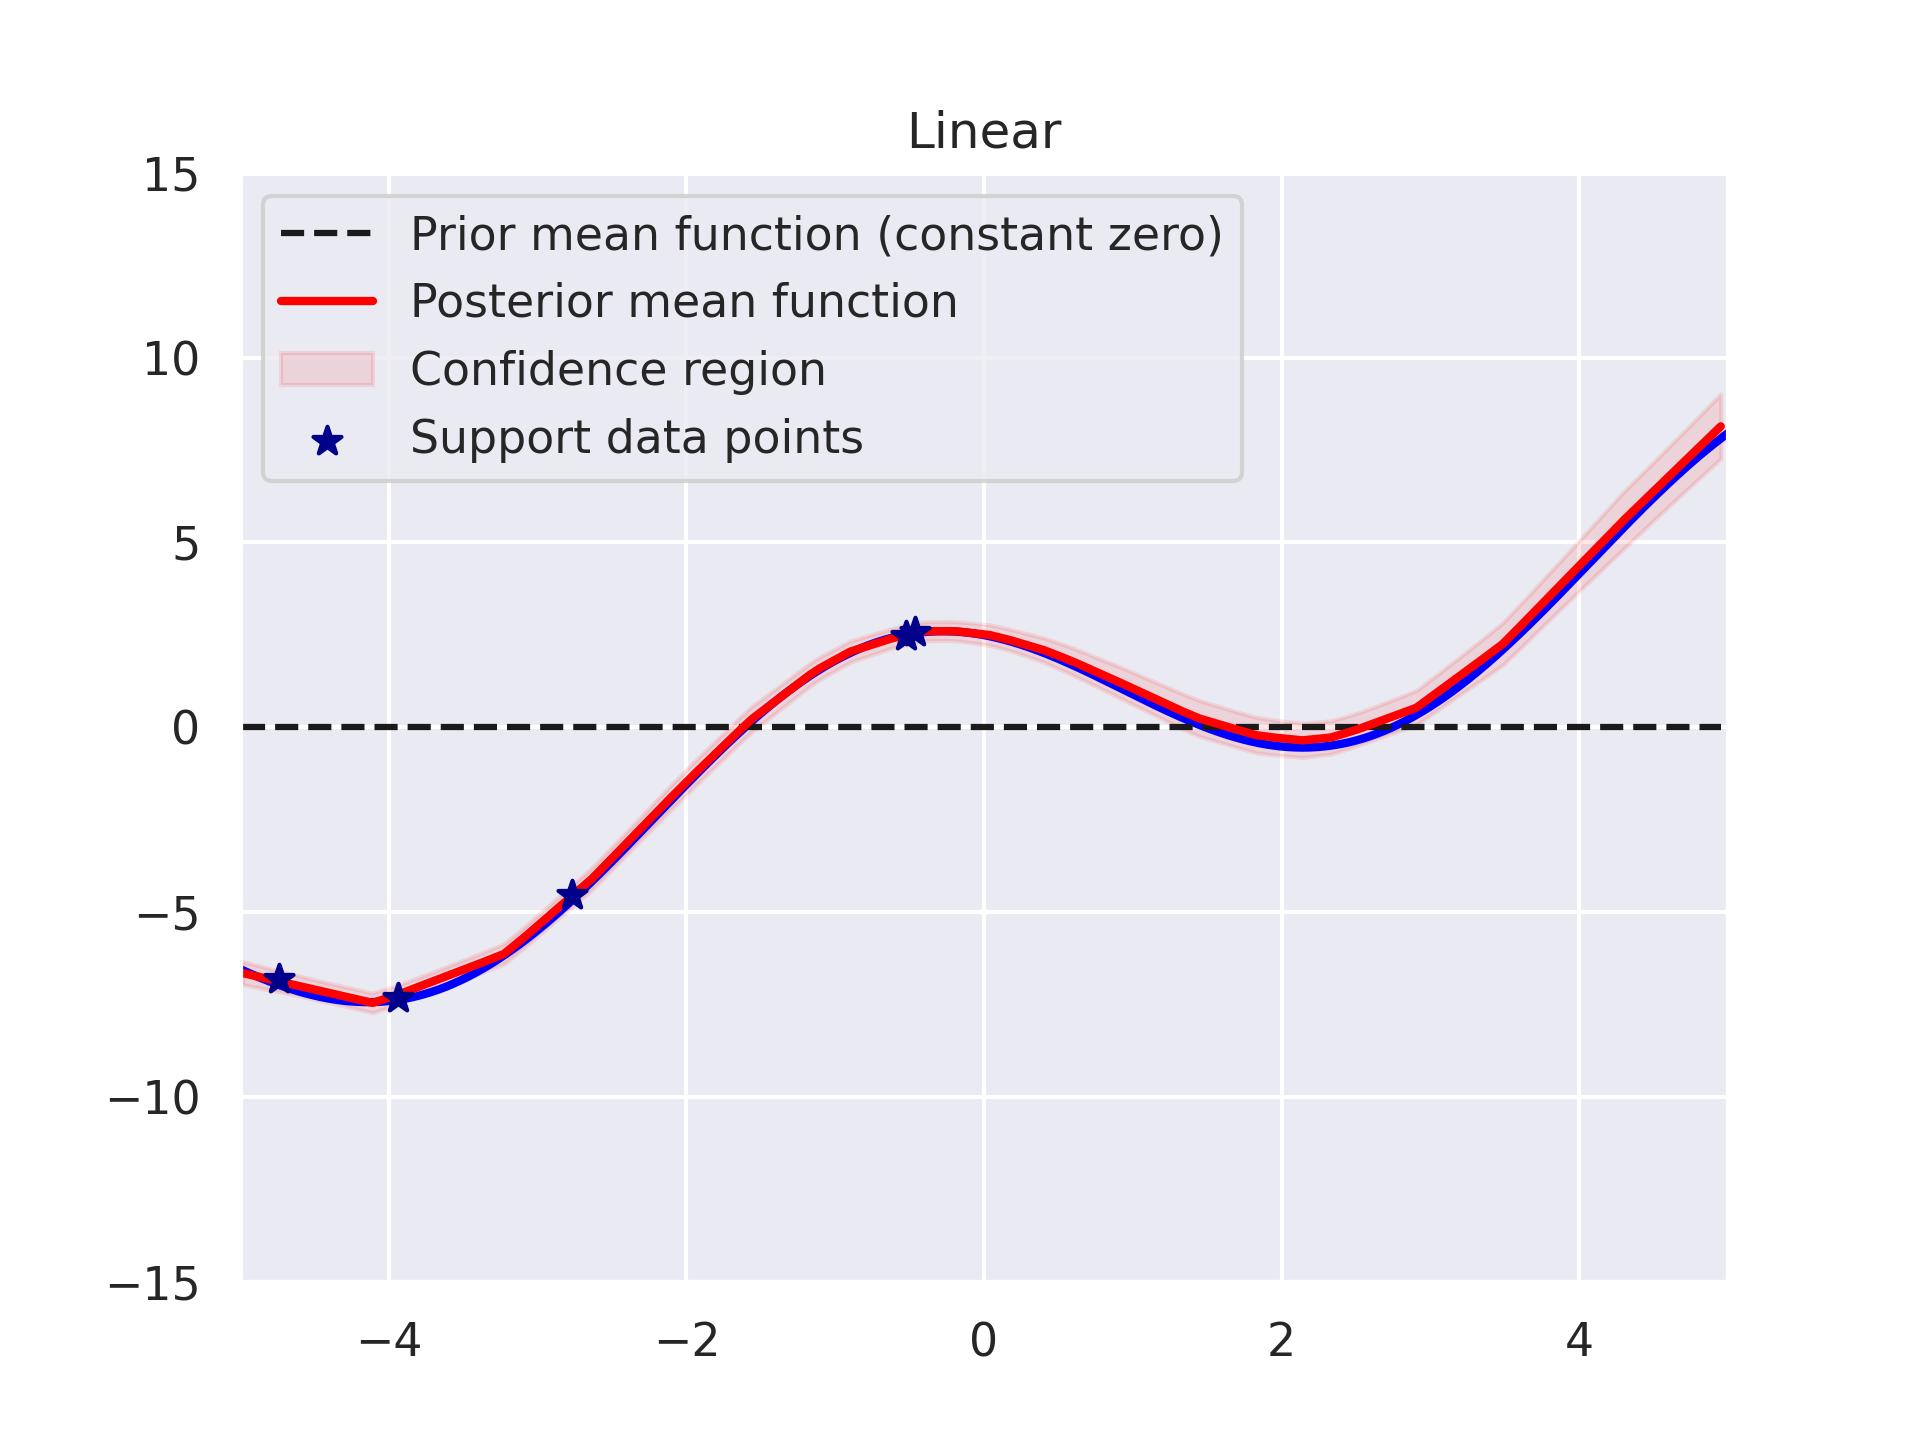 Linear
15
10
5
0
−5
−10
−15
Prior mean function (constant zero)
Posterior mean function
Confidence region
Support data points
−4 −2 0 2 4